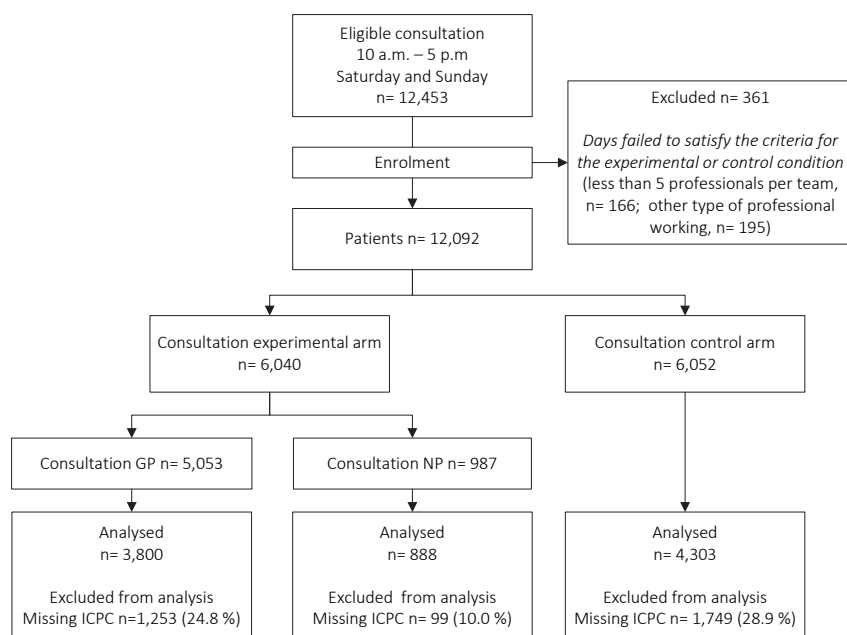 Eligible consultation
10 a.m. – 5 p.m
Saturday and Sunday
n= 12,453
Excluded n= 361
Days failed to satisfy the criteria for
the experimental or control condition
(less than 5 professionals per team,
n= 166;  other type of professional
working, n= 195)
Enrolment
Patients n= 12,092
Consultation experimental arm
n= 6,040
Consultation control arm
n= 6,052
Consultation GP n= 5,053
Consultation NP n= 987
Analysed
n= 3,800
Excluded from analysis
Missing ICPC n=1,253 (24.8 %)
Analysed
n= 888
Excluded  from analysis
Missing ICPC n= 99 (10.0 %)
Analysed
n= 4,303
Excluded from analysis
Missing ICPC n= 1,749 (28.9 %)